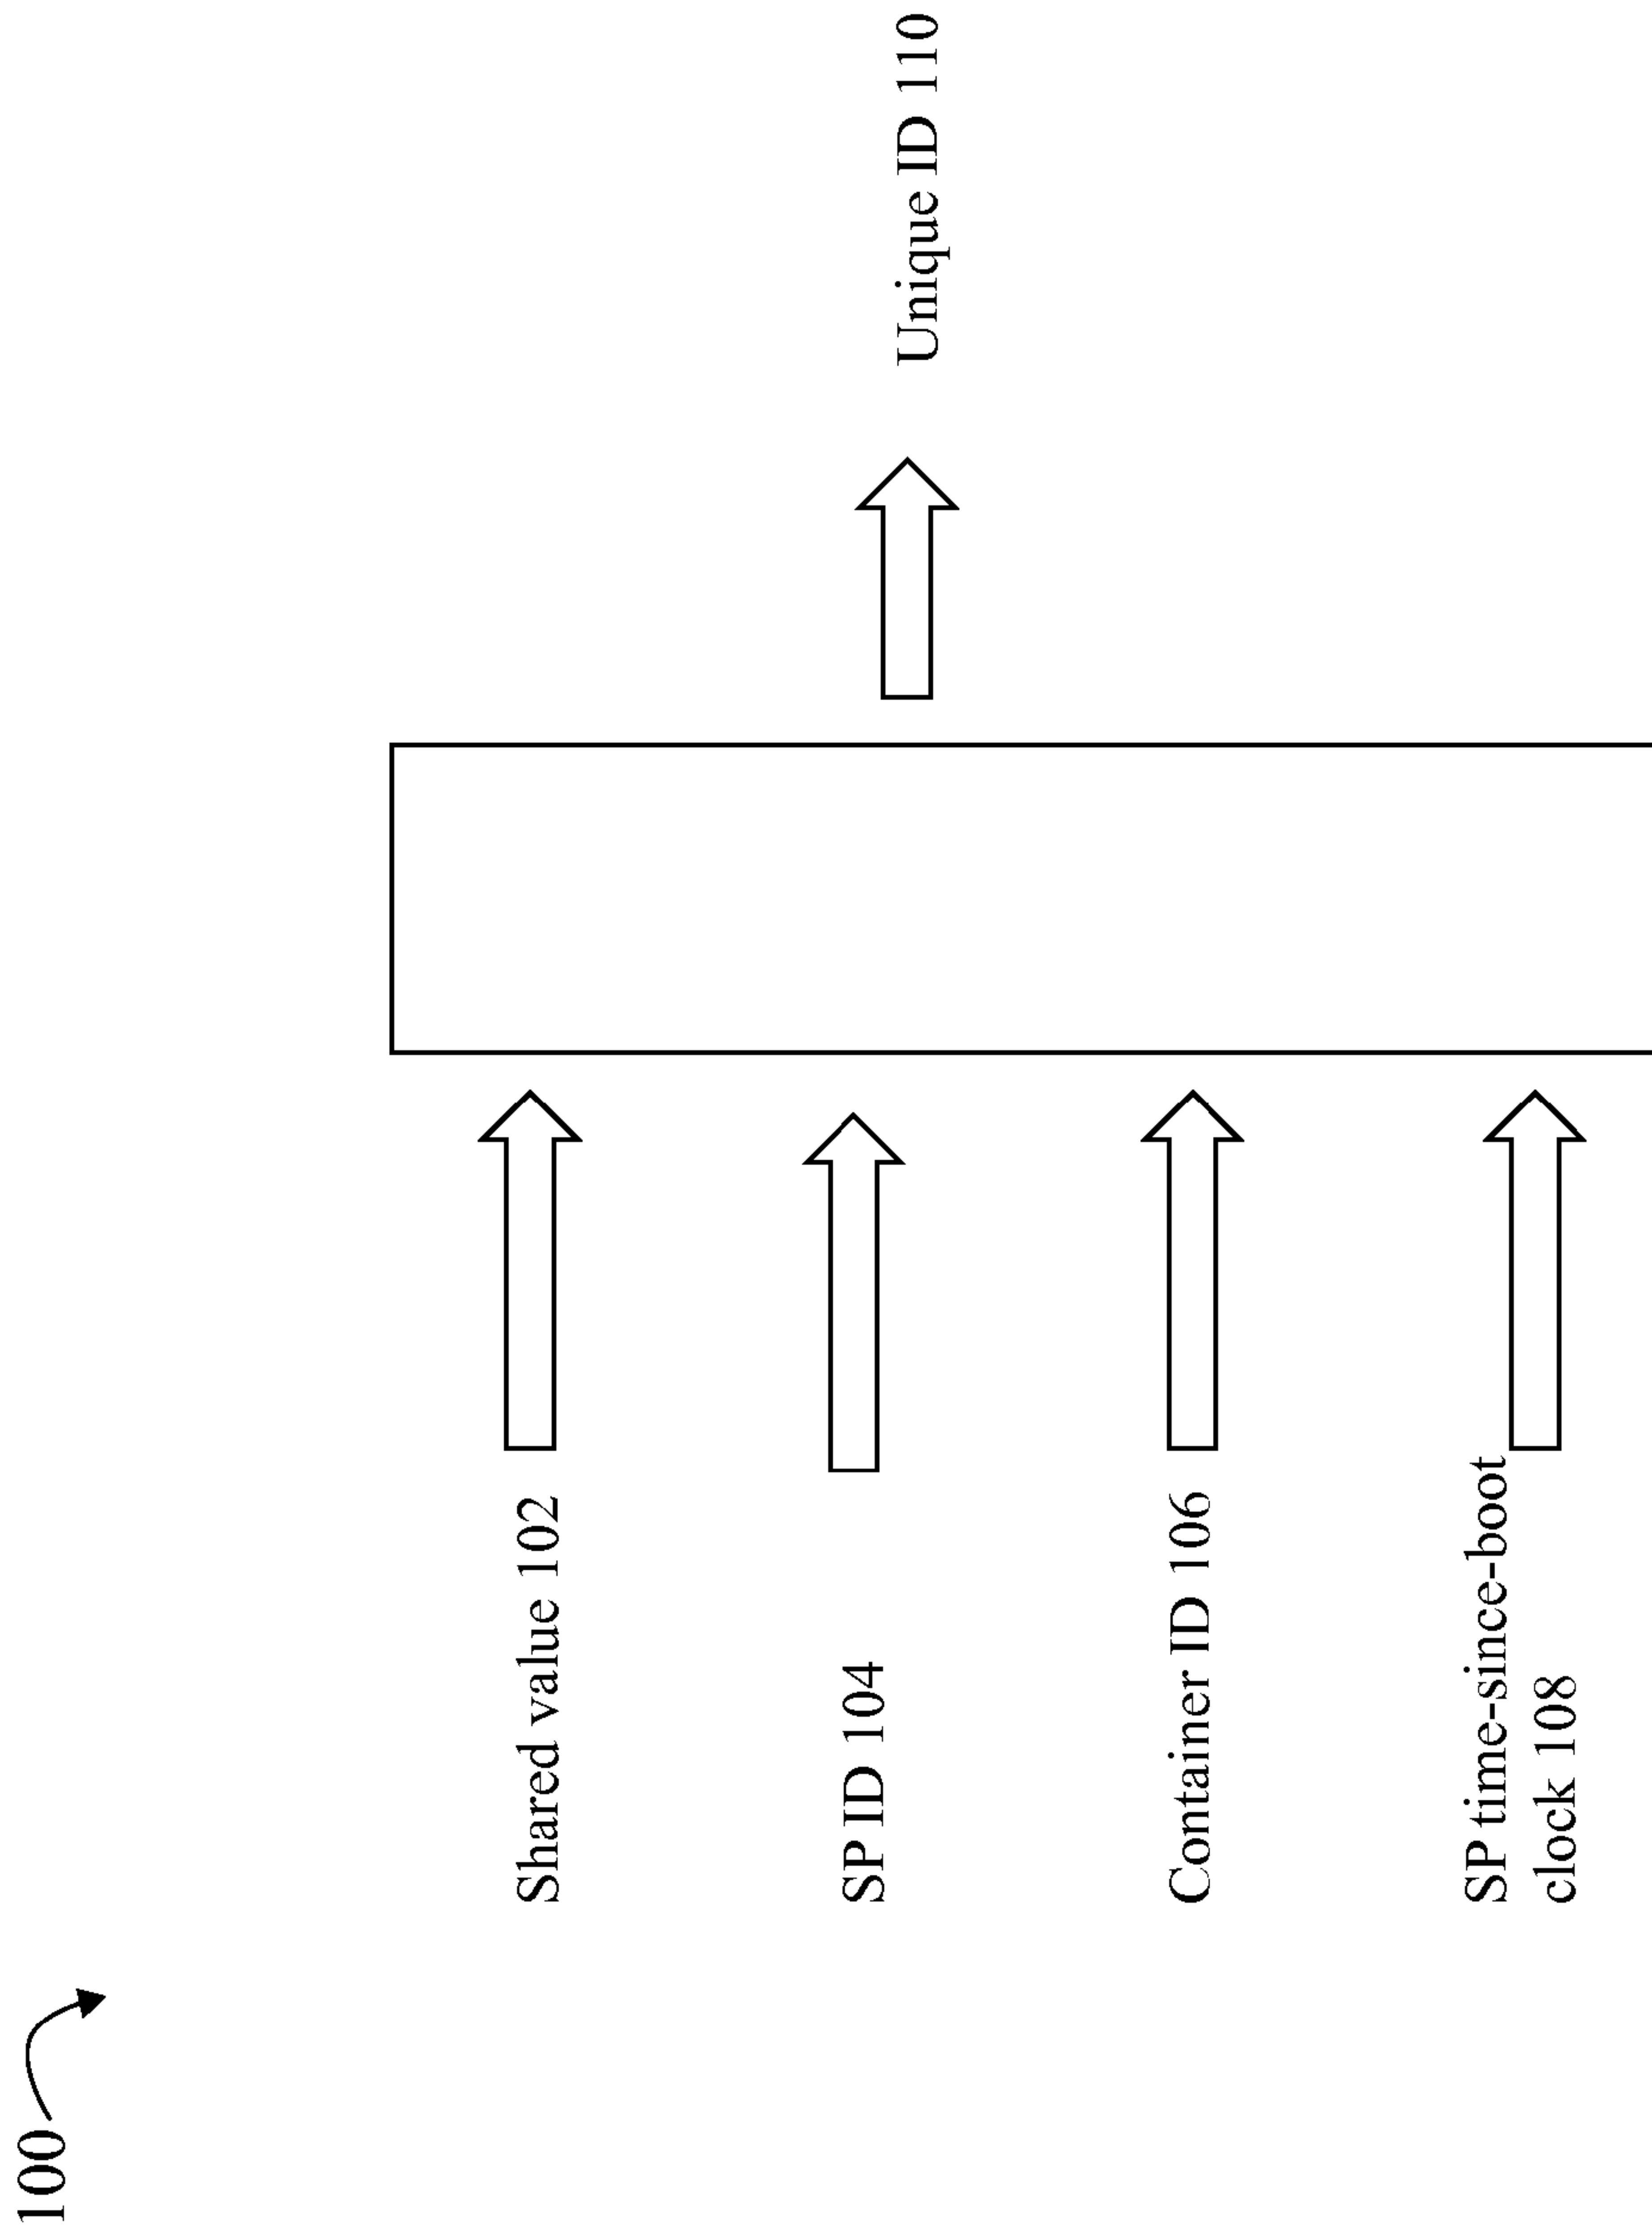 100
Shared value 102
SP ID 104
Container ID 106
SP time-since-boot
clock 108
Unique ID 110